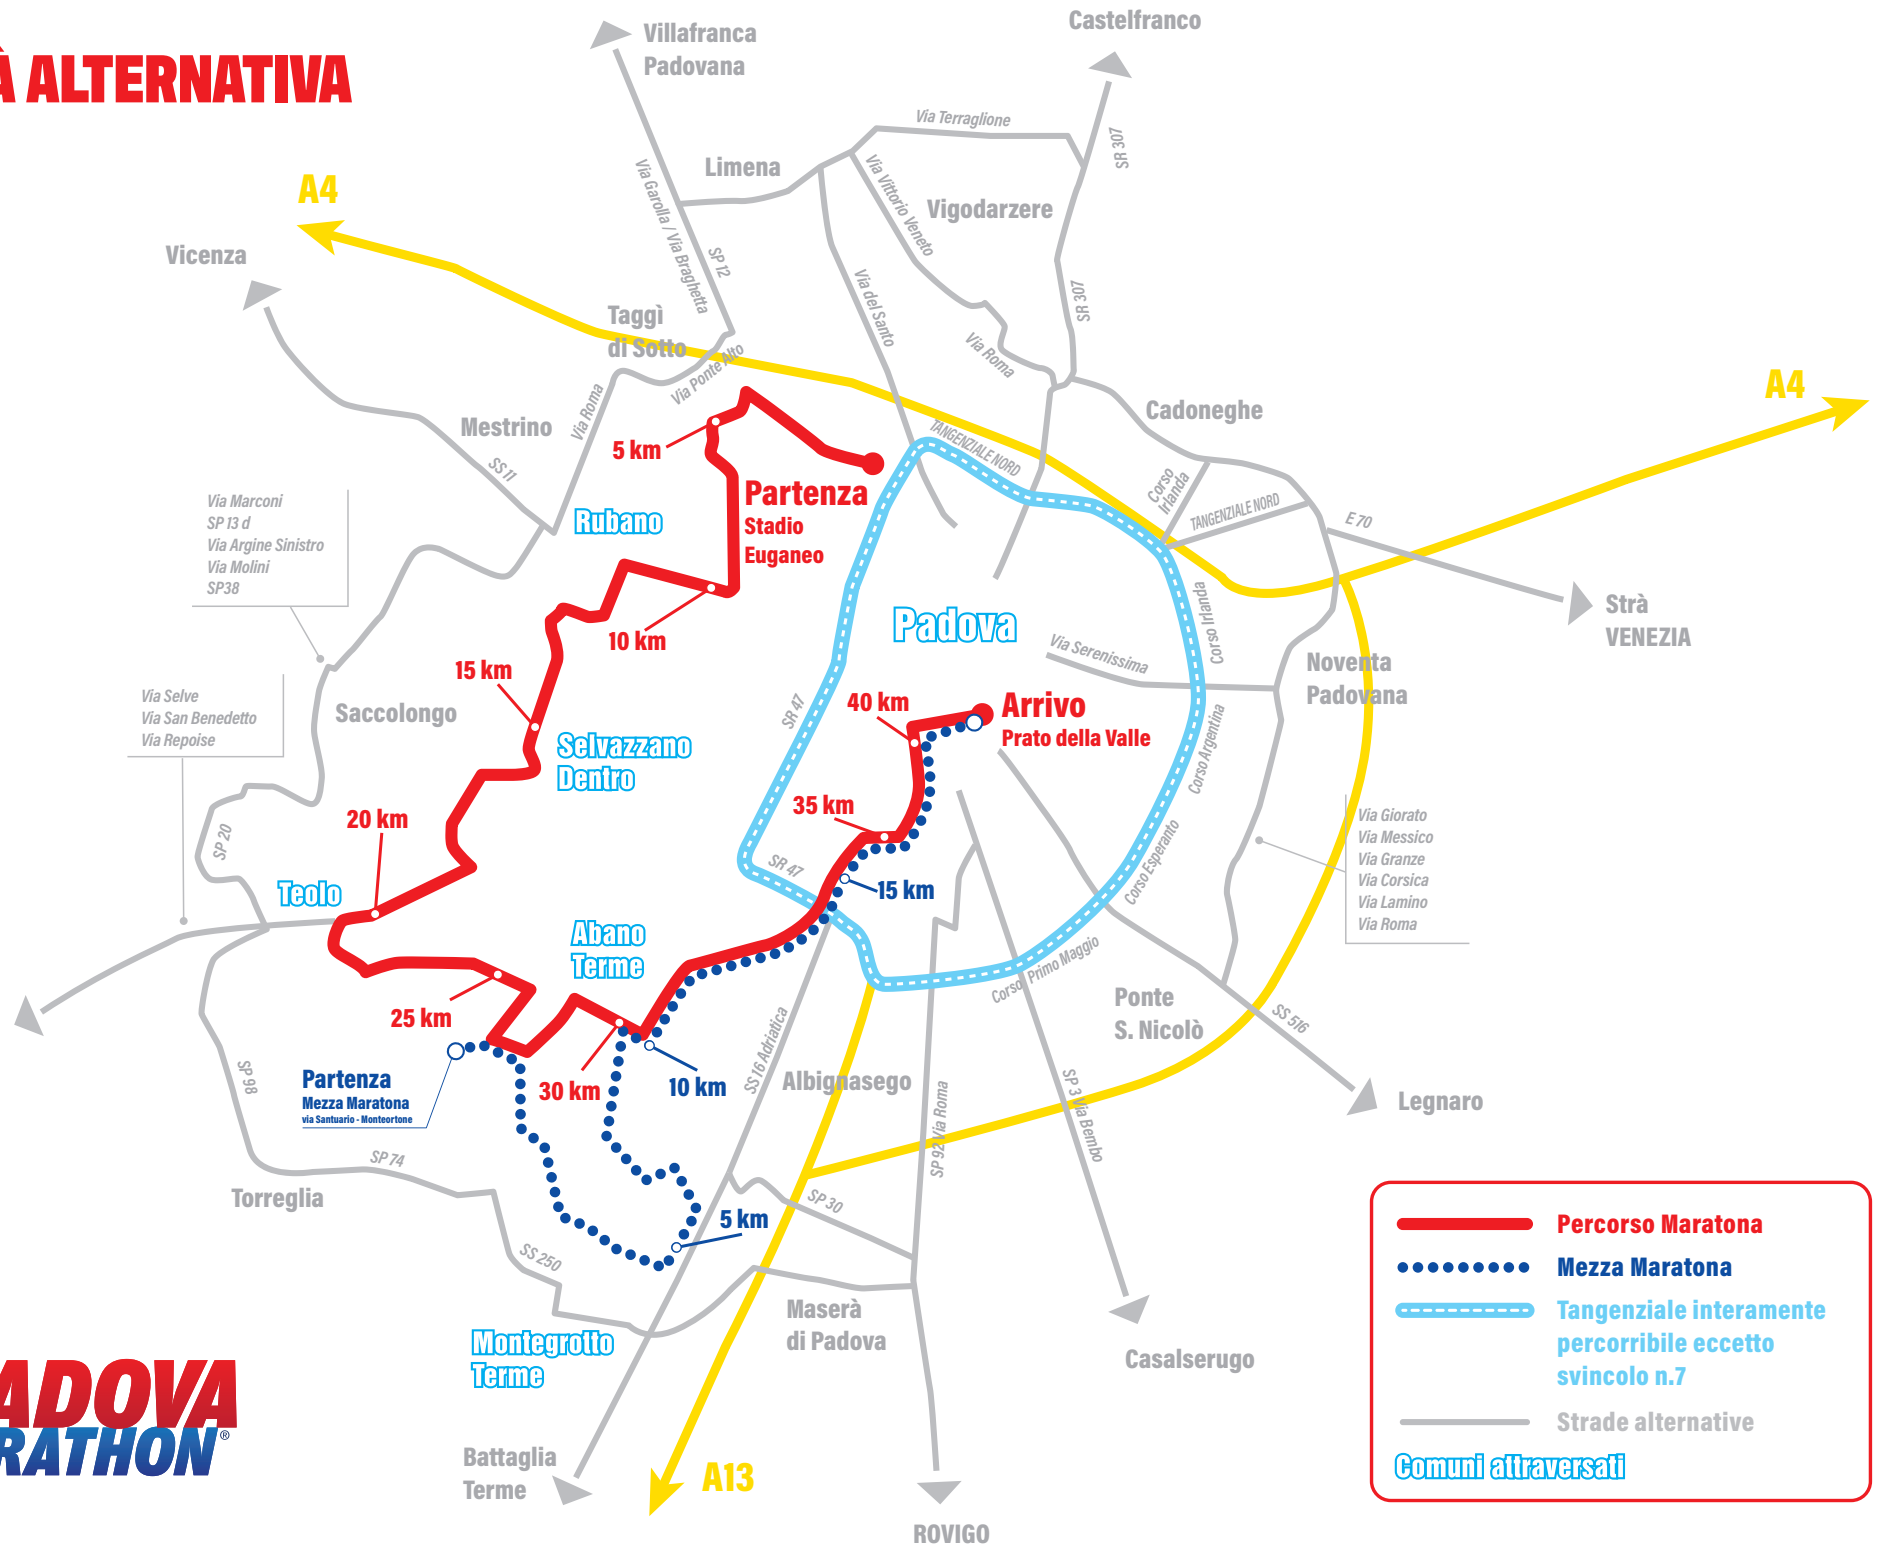 À ALTERNATIVA
Villafranca
Padovana
Castelfranco
Via Terraglione
SR 307
Limena
Via Garolla / Via Braghetta
SP 12
Via Vittorio Veneto
Vigodarzere
A4
Vicenza
Via del Santo
SR 307
Taggì
di Sotto
Via Ponte Alto
Via Roma
A4
Mestrino
SS 11
Via Roma
Cadoneghe
5 km
TANGENZIALE NORD
Corso
Irlanda
TANGENZIALE NORD
E 70
Partenza
Stadio
Euganeo
Rubano
Via Marconi
SP 13 d
Via Argine Sinistro
Via Molini
SP38
10 km
Padova
Corso Irlanda
Strà
VENEZIA
Via Serenissima
Noventa
Padovana
15 km
Via Selve
Via San Benedetto
Via Repoise
Saccolongo
SR 47
40 km
Arrivo
Prato della Valle
Selvazzano
Dentro
Corso Argentina
20 km
35 km
SP 20
SR 47
Corso Esperanto
Via Giorato
Via Messico
Via Granze
Via Corsica
Via Lamino
Via Roma
Teolo
15 km
Abano
Terme
Corso Primo Maggio
25 km
Ponte
S. Nicolò
SS 516
SP 98
Partenza
Mezza Maratona
via Santuario - Monteortone
30 km
10 km
SS 16 Adriatica
Albignasego
SP 92 Via Roma
SP 3 Via Bembo
Legnaro
SP 74
Torreglia
SP 30
5 km
SS 250
Maserà
di Padova
Montegrotto
Terme
Casalserugo
Battaglia
Terme
A13
ROVIGO
ADOVA
RATHON®
Percorso Maratona
Mezza Maratona
Tangenziale interamente
percorribile eccetto
svincolo n.7
Strade alternative
Comuni attraversati